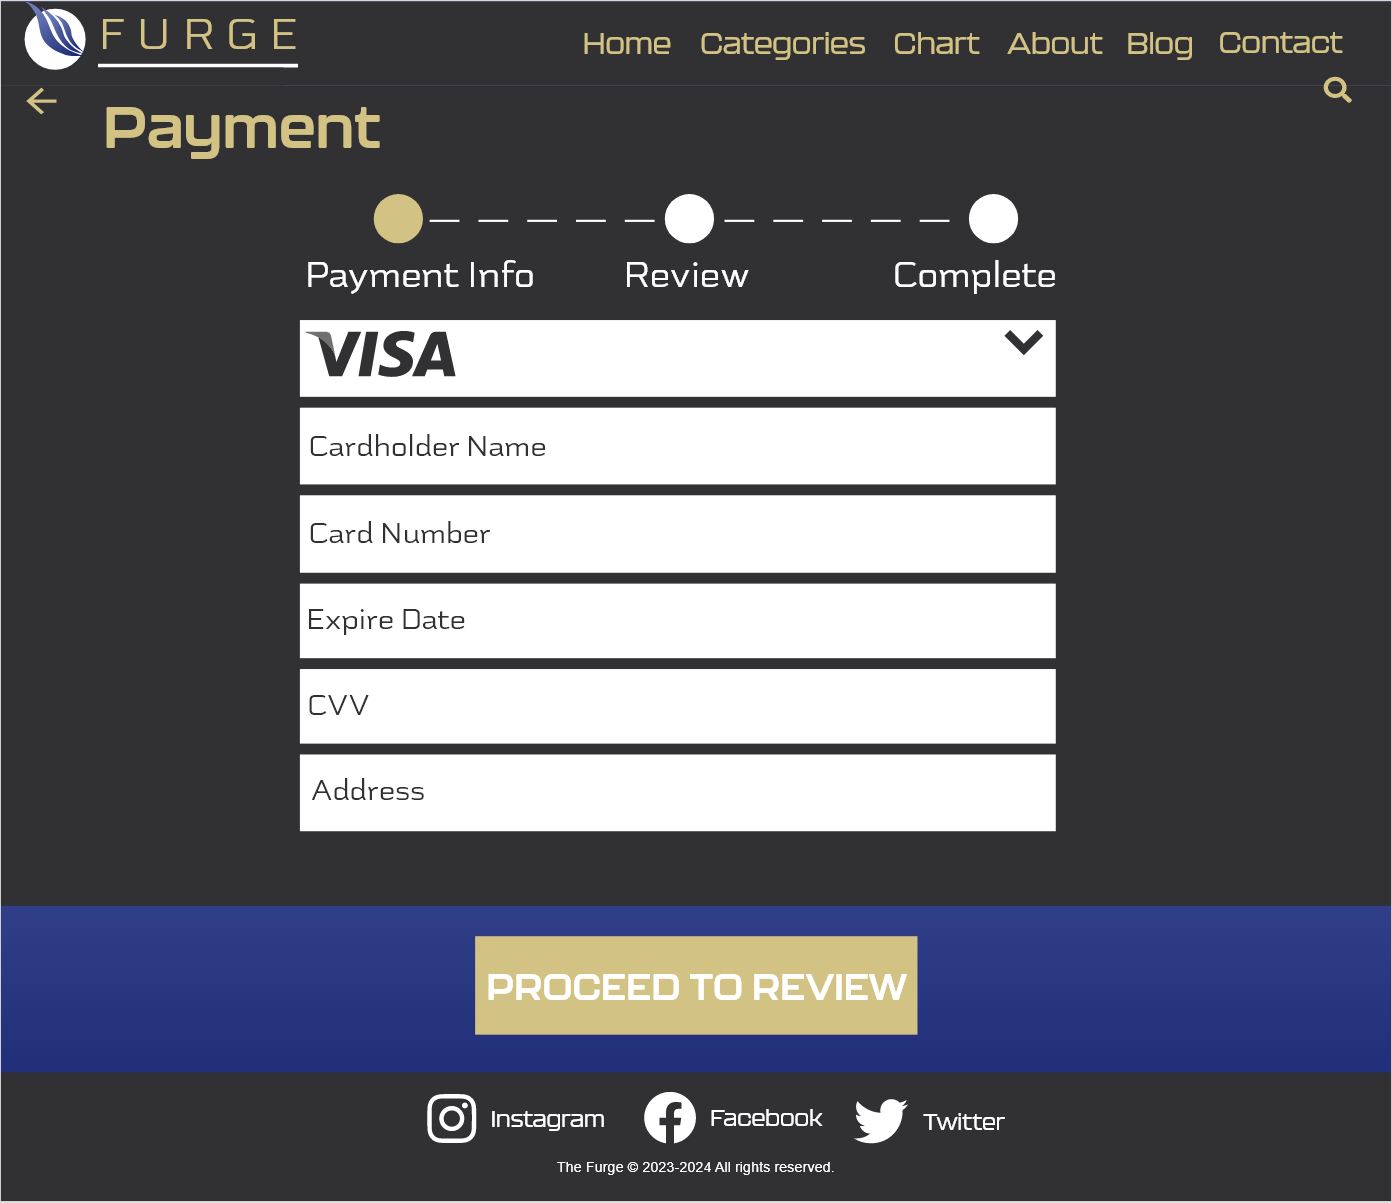 FURGE
Home Categories Chart About Blog Contact
Payment
Payment Info Review Complete
VISA
Cardholder Name
Card Number
Expire Date
CVV
Address
PROCEED TO REVIEW
Instagram Facebook Twitter
The Furge © 2023-2024 All rights reserved.